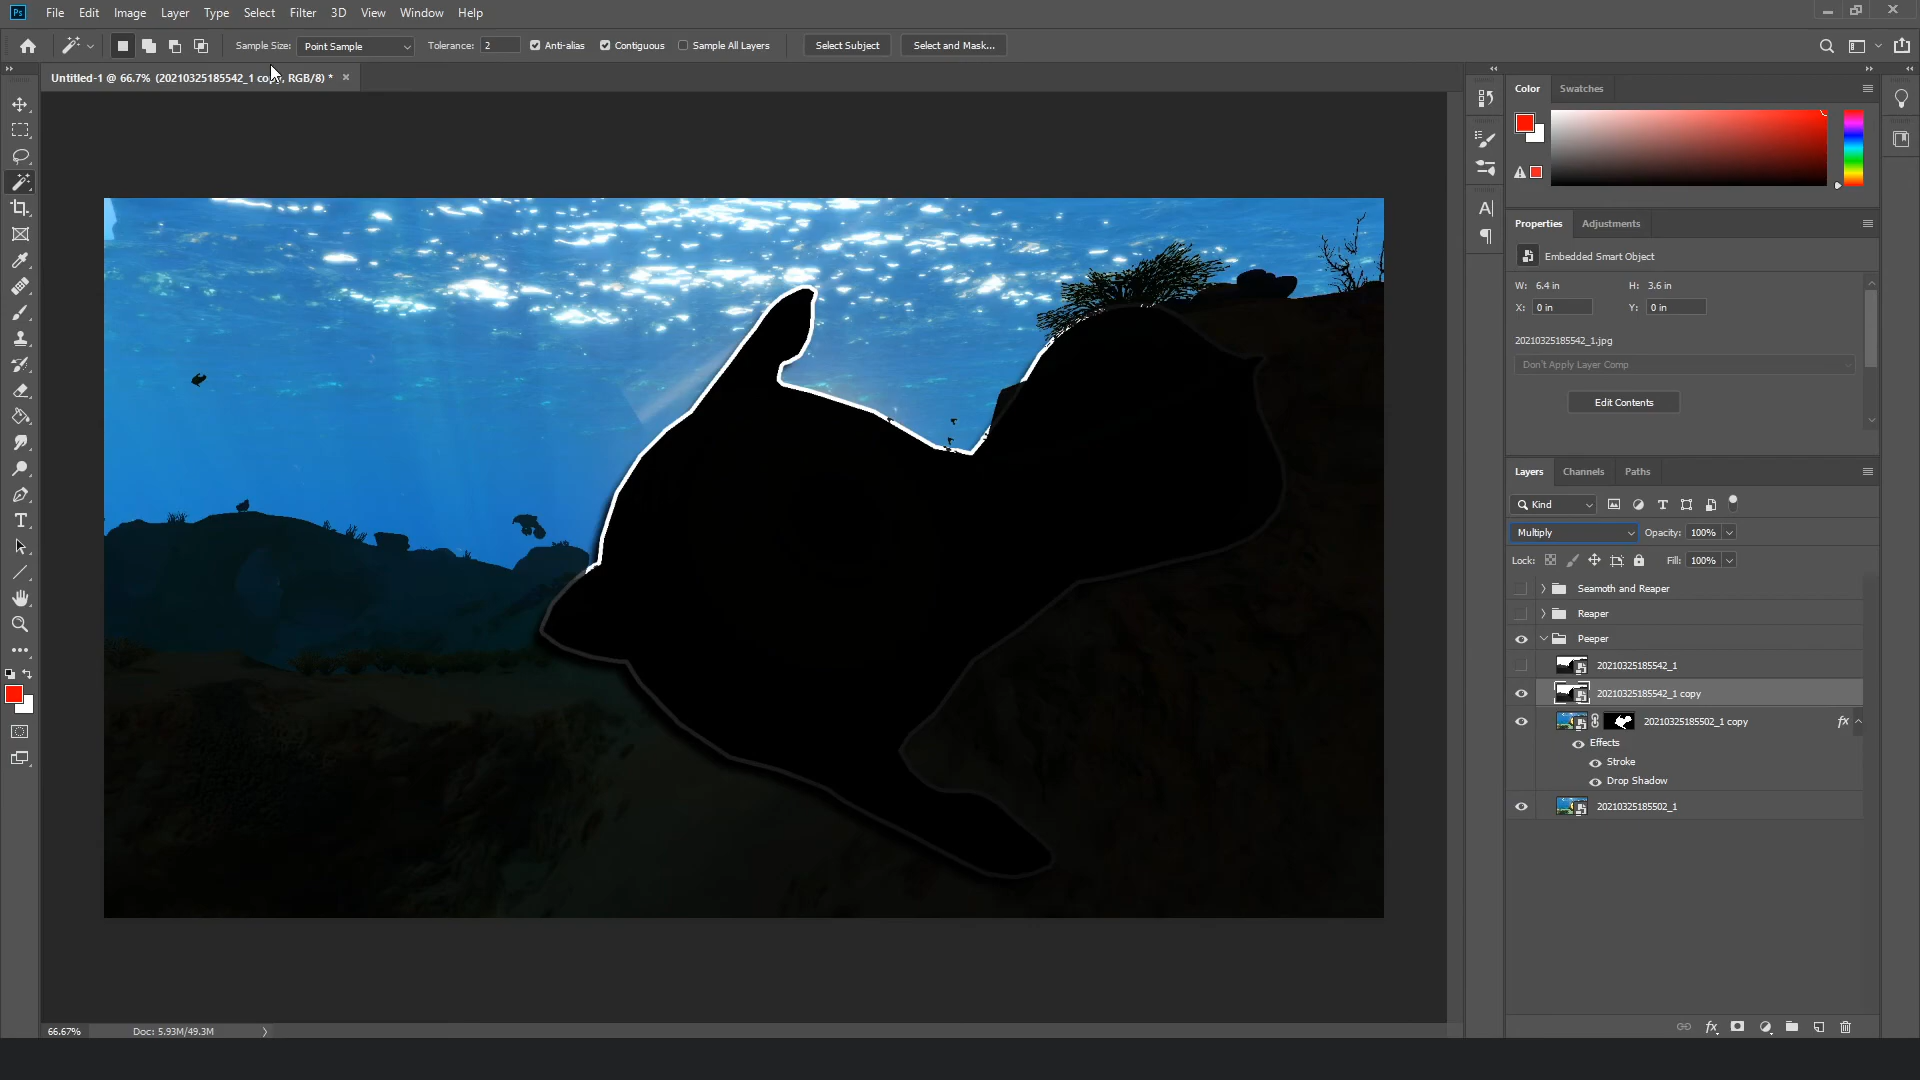 Ps File Edit Image Layer Type Select Filter 3D View Window Help
Sample Size: Point Sample Tolerance: 2 Anti-alias Contiguous Sample All Layers Select Subject Select and Mask...
Untitled-1 @ 66.7% (20210325185542_1 copy, RGB/8) * ×
Color Swatches
Properties Adjustments
Embedded Smart Object
W: 6.4 in H: 3.6 in
X: 0 in Y: 0 in
20210325185542_1.jpg
Don't Apply Layer Comp
Edit Contents
Layers Channels Paths
Kind
Multiply Opacity: 100%
Lock: Fill: 100%
Seamoth and Reaper
Reaper
Peeper
20210325185542_1
20210325185542_1 copy
20210325185502_1 copy fx
Effects
Stroke
Drop Shadow
20210325185502_1
66.67% Doc: 5.93M/49.3M
fx